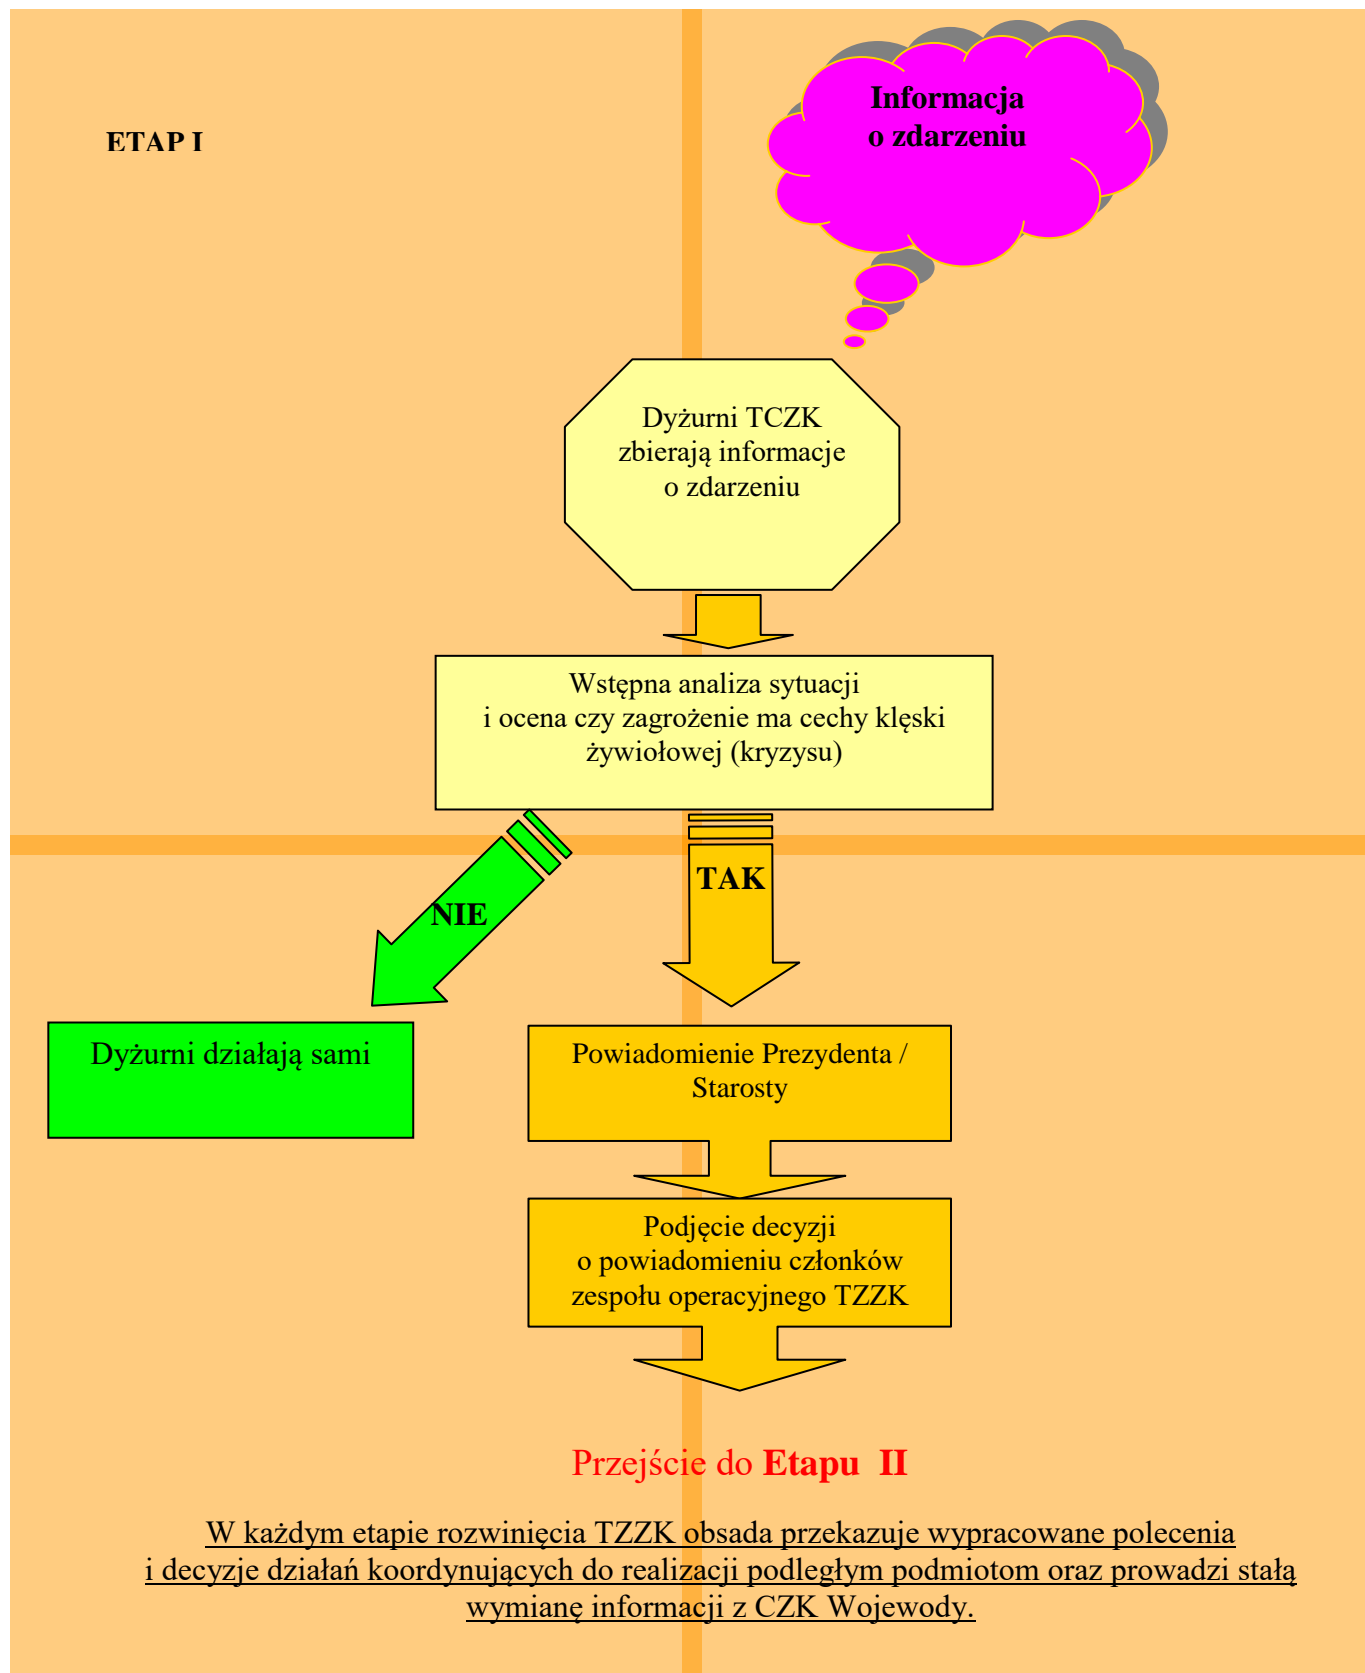 ETAP I
Informacja
o zdarzeniu
Dyżurni TCZK
zbierają informacje
o zdarzeniu
Wstępna analiza sytuacji
i ocena czy zagrożenie ma cechy klęski
żywiołowej (kryzysu)
NIE
TAK
Dyżurni działają sami
Powiadomienie Prezydenta /
Starosty
Podjęcie decyzji
o powiadomieniu członków
zespołu operacyjnego TZZK
Przejście do Etapu II
W każdym etapie rozwinięcia TZZK obsada przekazuje wypracowane polecenia
i decyzje działań koordynujących do realizacji podległym podmiotom oraz prowadzi stałą
wymianę informacji z CZK Wojewody.